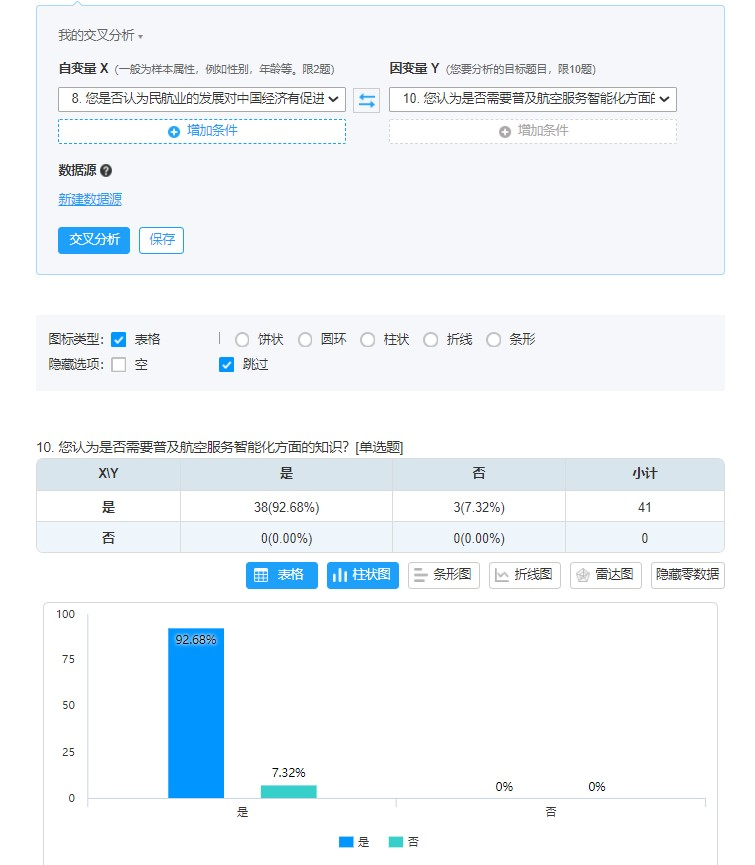 我的交叉分析
自变量 X （一般为样本属性，例如性别，年龄等。限2题）
因变量 Y （您要分析的目标题目，限10题）
8. 您是否认为民航业的发展对中国经济有促进
10. 您认为是否需要普及航空服务智能化方面的
增加条件
增加条件
数据源
新建数据源
交叉分析 保存
图标类型: 表格 | 饼状 圆环 柱状 折线 条形
隐藏选项: 空 跳过
10. 您认为是否需要普及航空服务智能化方面的知识？[单选题]
X\Y 是 否 小计
是 38(92.68%) 3(7.32%) 41
否 0(0.00%) 0(0.00%) 0
表格 柱状图 条形图 折线图 雷达图 隐藏零数据
100
92.68%
75
50
25
7.32%
0% 0%
0
是 否
是 否